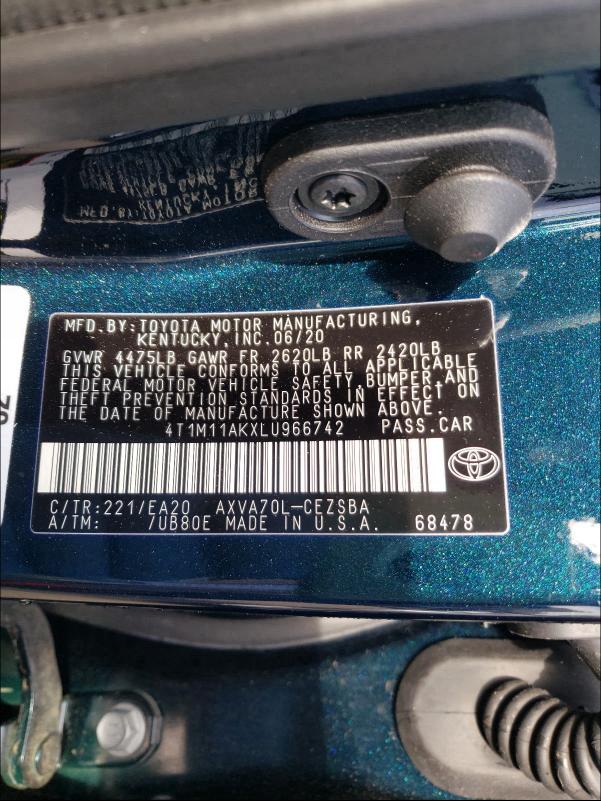 MFD.BY:TOYOTA MOTOR MANUFACTURING,
KENTUCKY,INC.06/20
GVWR 4475LB GAWR FR 2620LB RR 2420LB
THIS VEHICLE CONFORMS TO ALL APPLICABLE
FEDERAL MOTOR VEHICLE SAFETY,BUMPER,AND
THEFT PREVENTION STANDARDS IN EFFECT ON
THE DATE OF MANUFACTURE SHOWN ABOVE.
4T1M11AKXLU966742 PASS.CAR
C/TR:221/EA20 AXVA70L-CEZSBA
A/TM: /UB80E MADE IN U.S.A. 68478